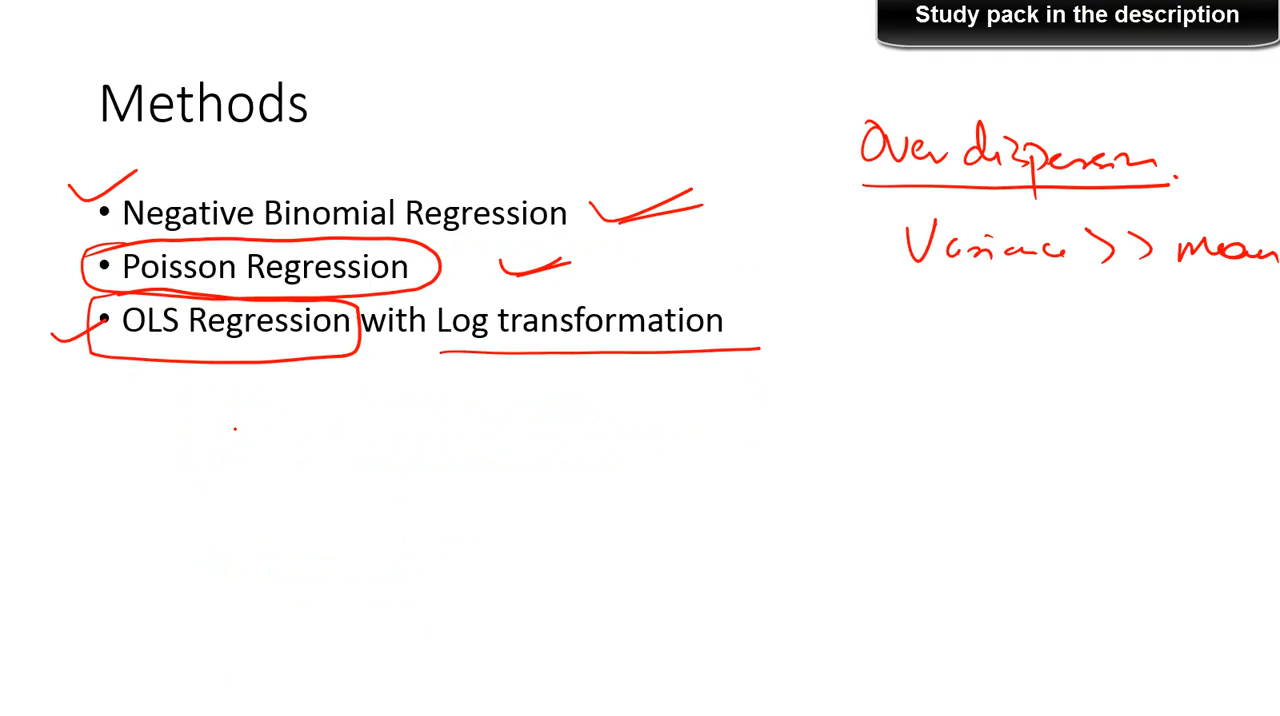 Study pack in the description
Methods
Over dispersion.
• Negative Binomial Regression
Variance >> mean
• Poisson Regression
• OLS Regression with Log transformation